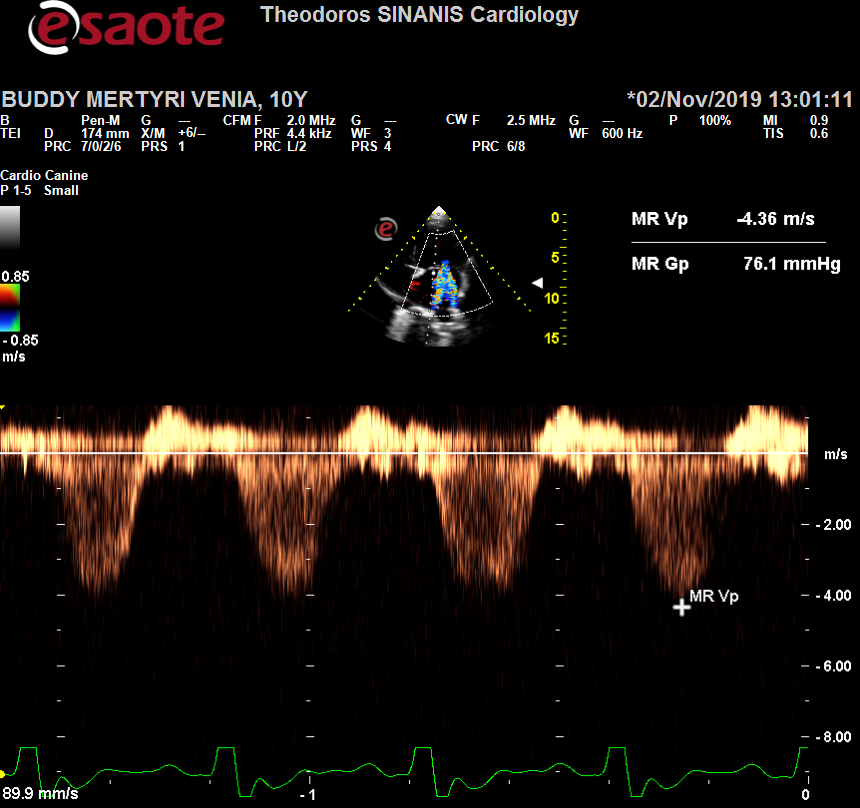 esaote
Theodoros SINANIS Cardiology
BUDDY MERTYRI VENIA, 10Y *02/Nov/2019 13:01:11
B Pen-M G --- CFM F 2.0 MHz G --- CW F 2.5 MHz G --- P 100% MI 0.9
TEI D 174 mm X/M +6/-- PRF 4.4 kHz WF 3 WF 600 Hz TIS 0.6
PRC 7/0/2/6 PRS 1 PRC L/2 PRS 4 PRC 6/8
Cardio Canine
P 1-5 Small
e
0
5
10
15
MR Vp -4.36 m/s
MR Gp 76.1 mmHg
0.85
-0.85
m/s
m/s
-2.00
-4.00
MR Vp
-6.00
-8.00
89.9 mm/s -1 0